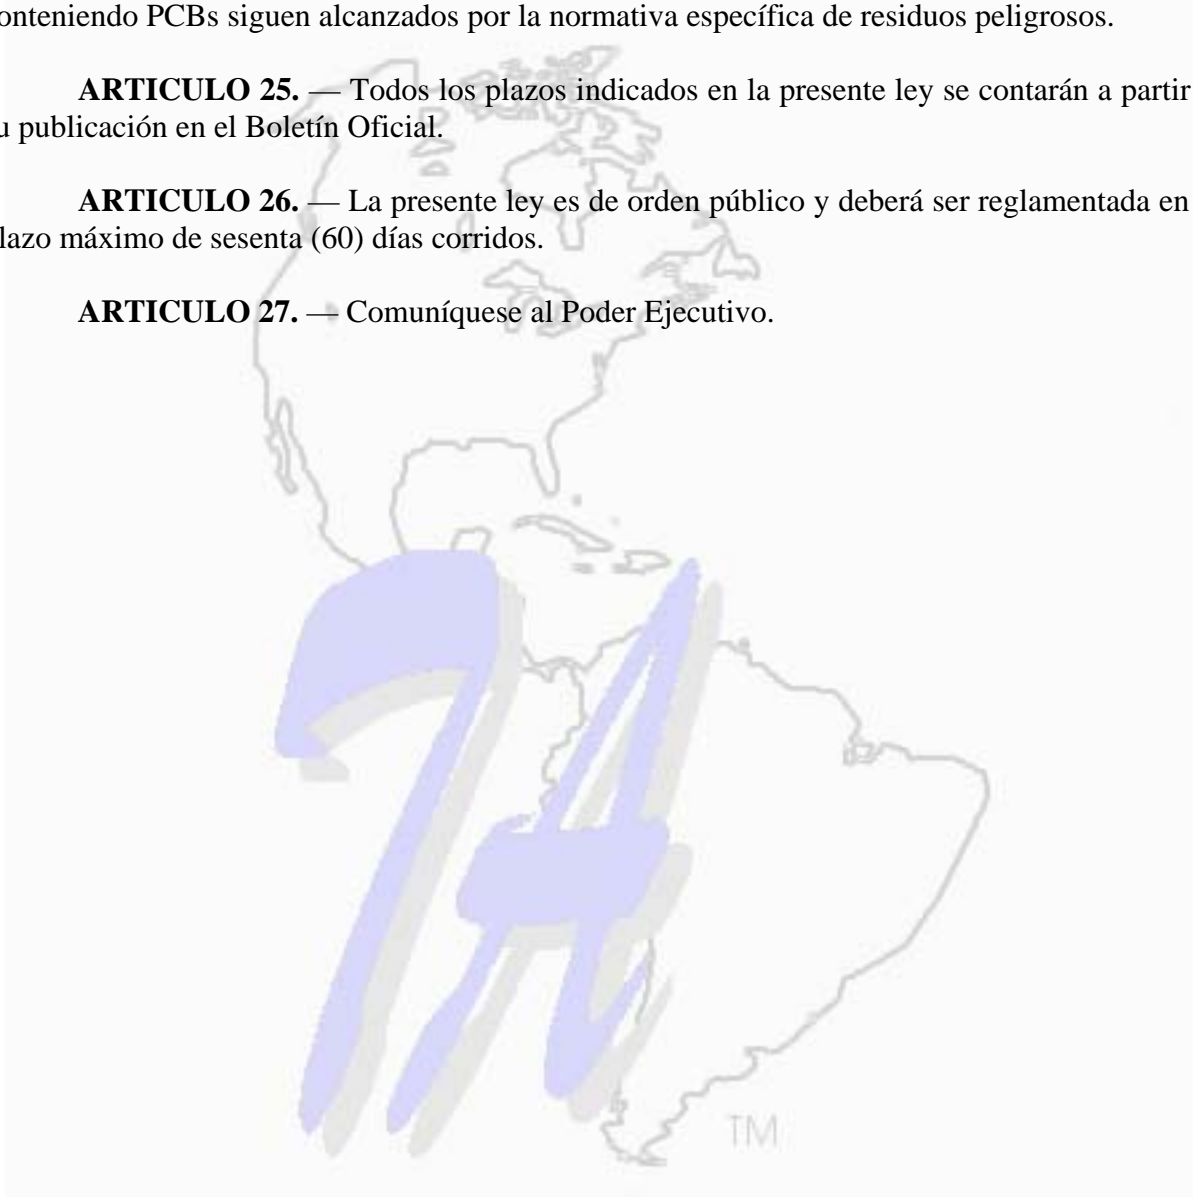 onteniendo PCBs siguen alcanzados por la normativa específica de residuos peligrosos.
ARTICULO 25. — Todos los plazos indicados en la presente ley se contarán a partir
u publicación en el Boletín Oficial.
ARTICULO 26. — La presente ley es de orden público y deberá ser reglamentada en
lazo máximo de sesenta (60) días corridos.
ARTICULO 27. — Comuníquese al Poder Ejecutivo.
TM